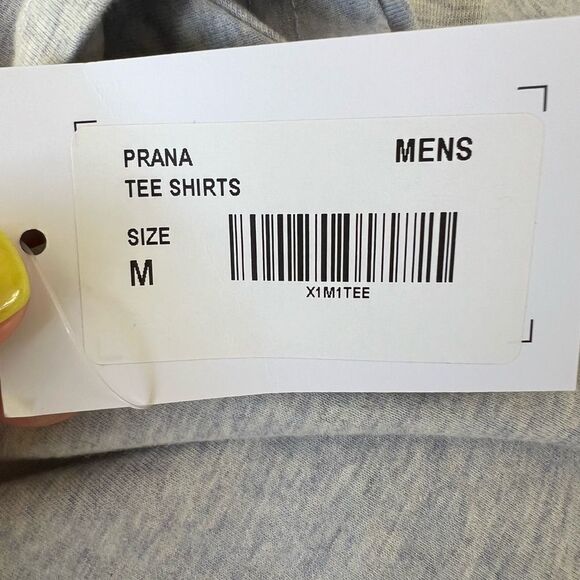 PRANA MENS
TEE SHIRTS
SIZE
M
X1M1TEE